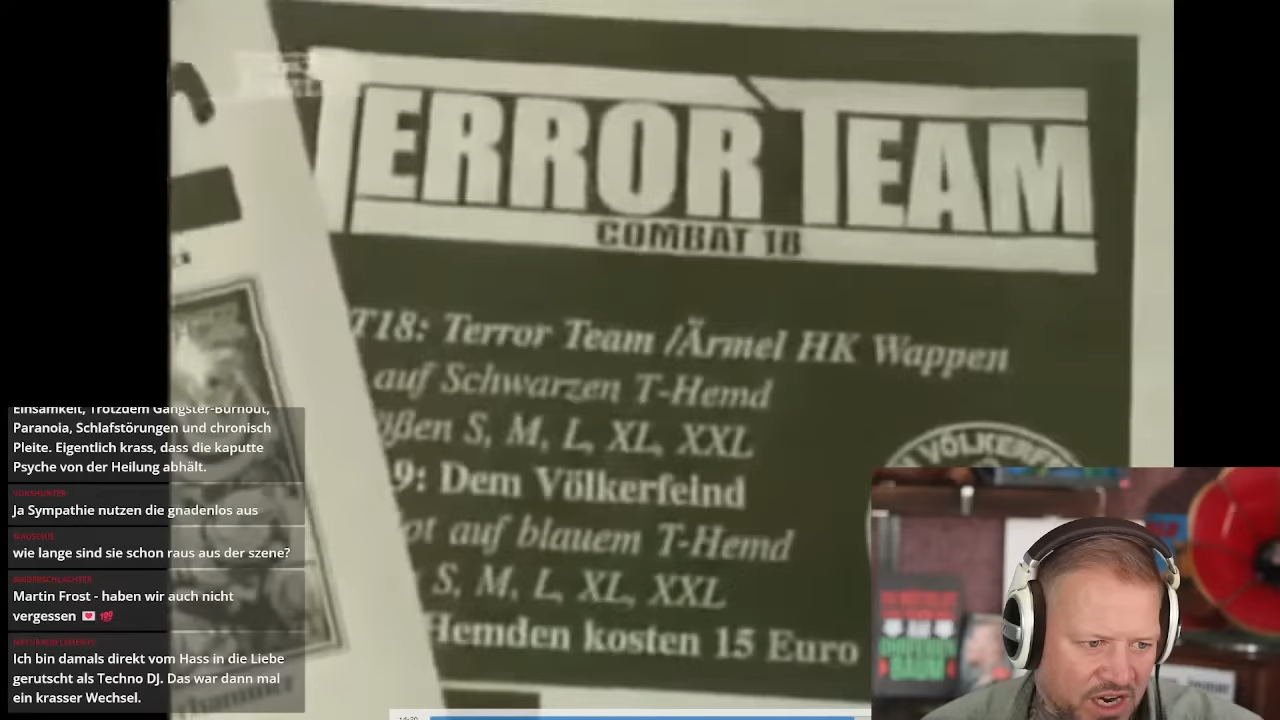 TERROR TEAM
COMBAT 18
T18: Terror Team /Ärmel HK Wappen
auf Schwarzen T-Hemd
ößen S, M, L, XL, XXL
9: Dem Völkerfeind
ot auf blauem T-Hemd
S, M, L, XL, XXL
Hemden kosten 15 Euro
VÖLKERFE
Einsamkeit, Trotzdem Gangster-Burnout,
Paranoia, Schlafstörungen und chronisch
Pleite. Eigentlich krass, dass die kaputte
Psyche von der Heilung abhält.
Ja Sympathie nutzen die gnadenlos aus
wie lange sind sie schon raus aus der szene?
Martin Frost - haben wir auch nicht
vergessen 💌 💯
Ich bin damals direkt vom Hass in die Liebe
gerutscht als Techno DJ. Das war dann mal
ein krasser Wechsel.